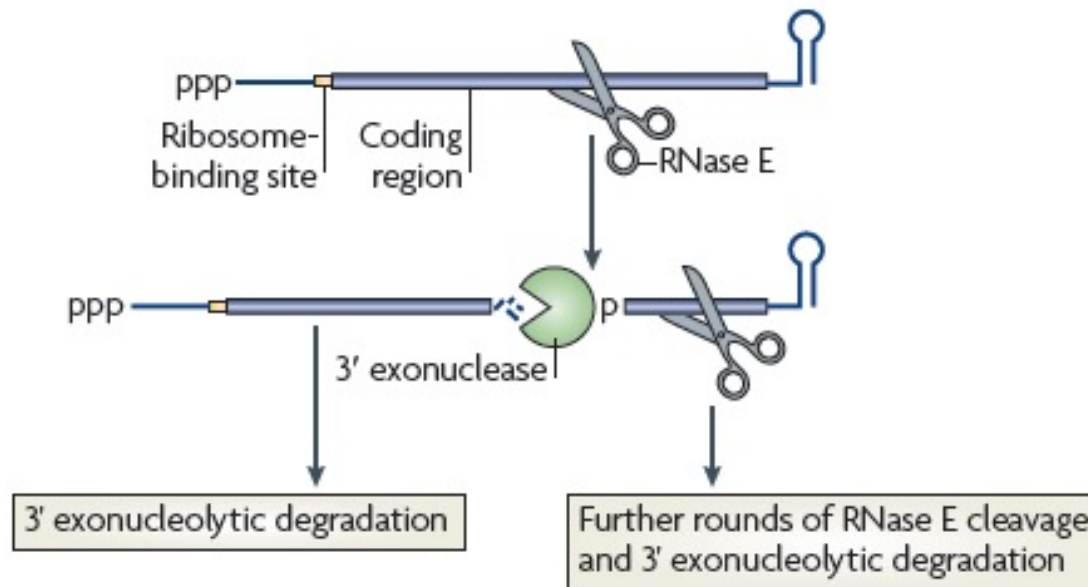 ppp
Ribosome-
binding site
Coding
region
RNase E
ppp
p
3′ exonuclease
3′ exonucleolytic degradation
Further rounds of RNase E cleavage
and 3′ exonucleolytic degradation